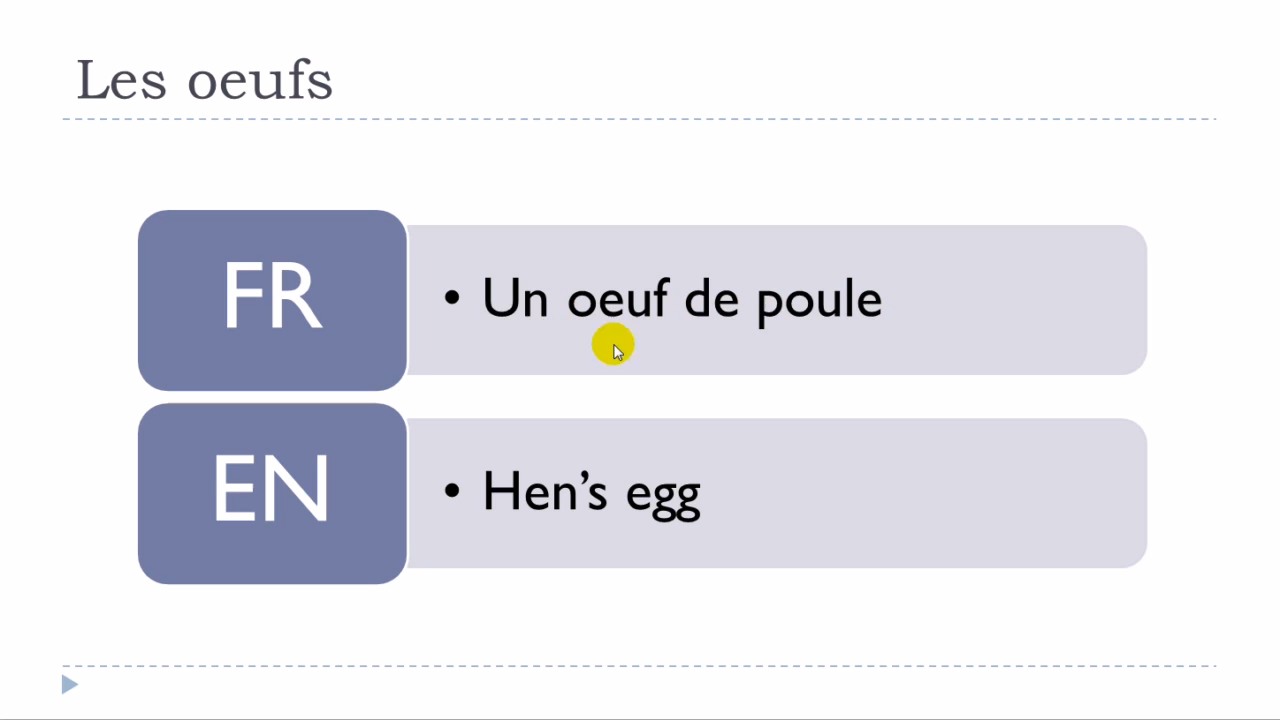 Les oeufs
FR
• Un oeuf de poule
EN
• Hen’s egg